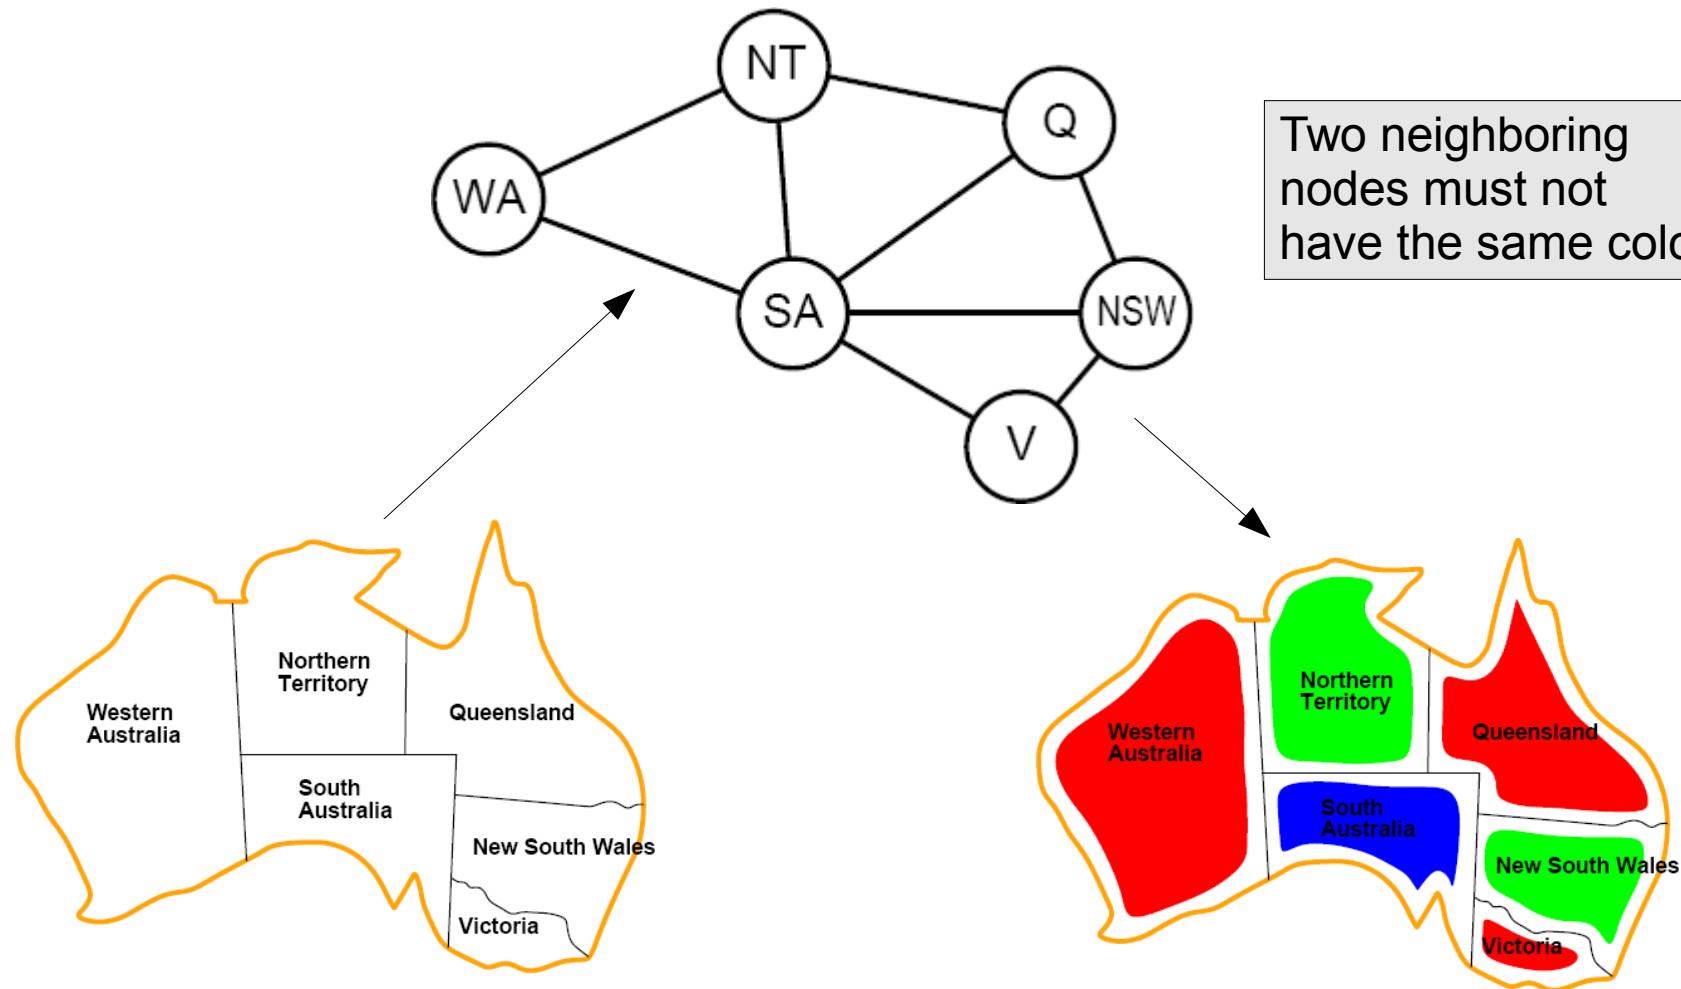 NT
Q
WA
SA
NSW
V
Two neighboring
nodes must not
have the same colo
Northern
Territory
Western
Australia
Queensland
South
Australia
New South Wales
Victoria
Northern
Territory
Western
Australia
Queensland
South
Australia
New South Wales
Victoria